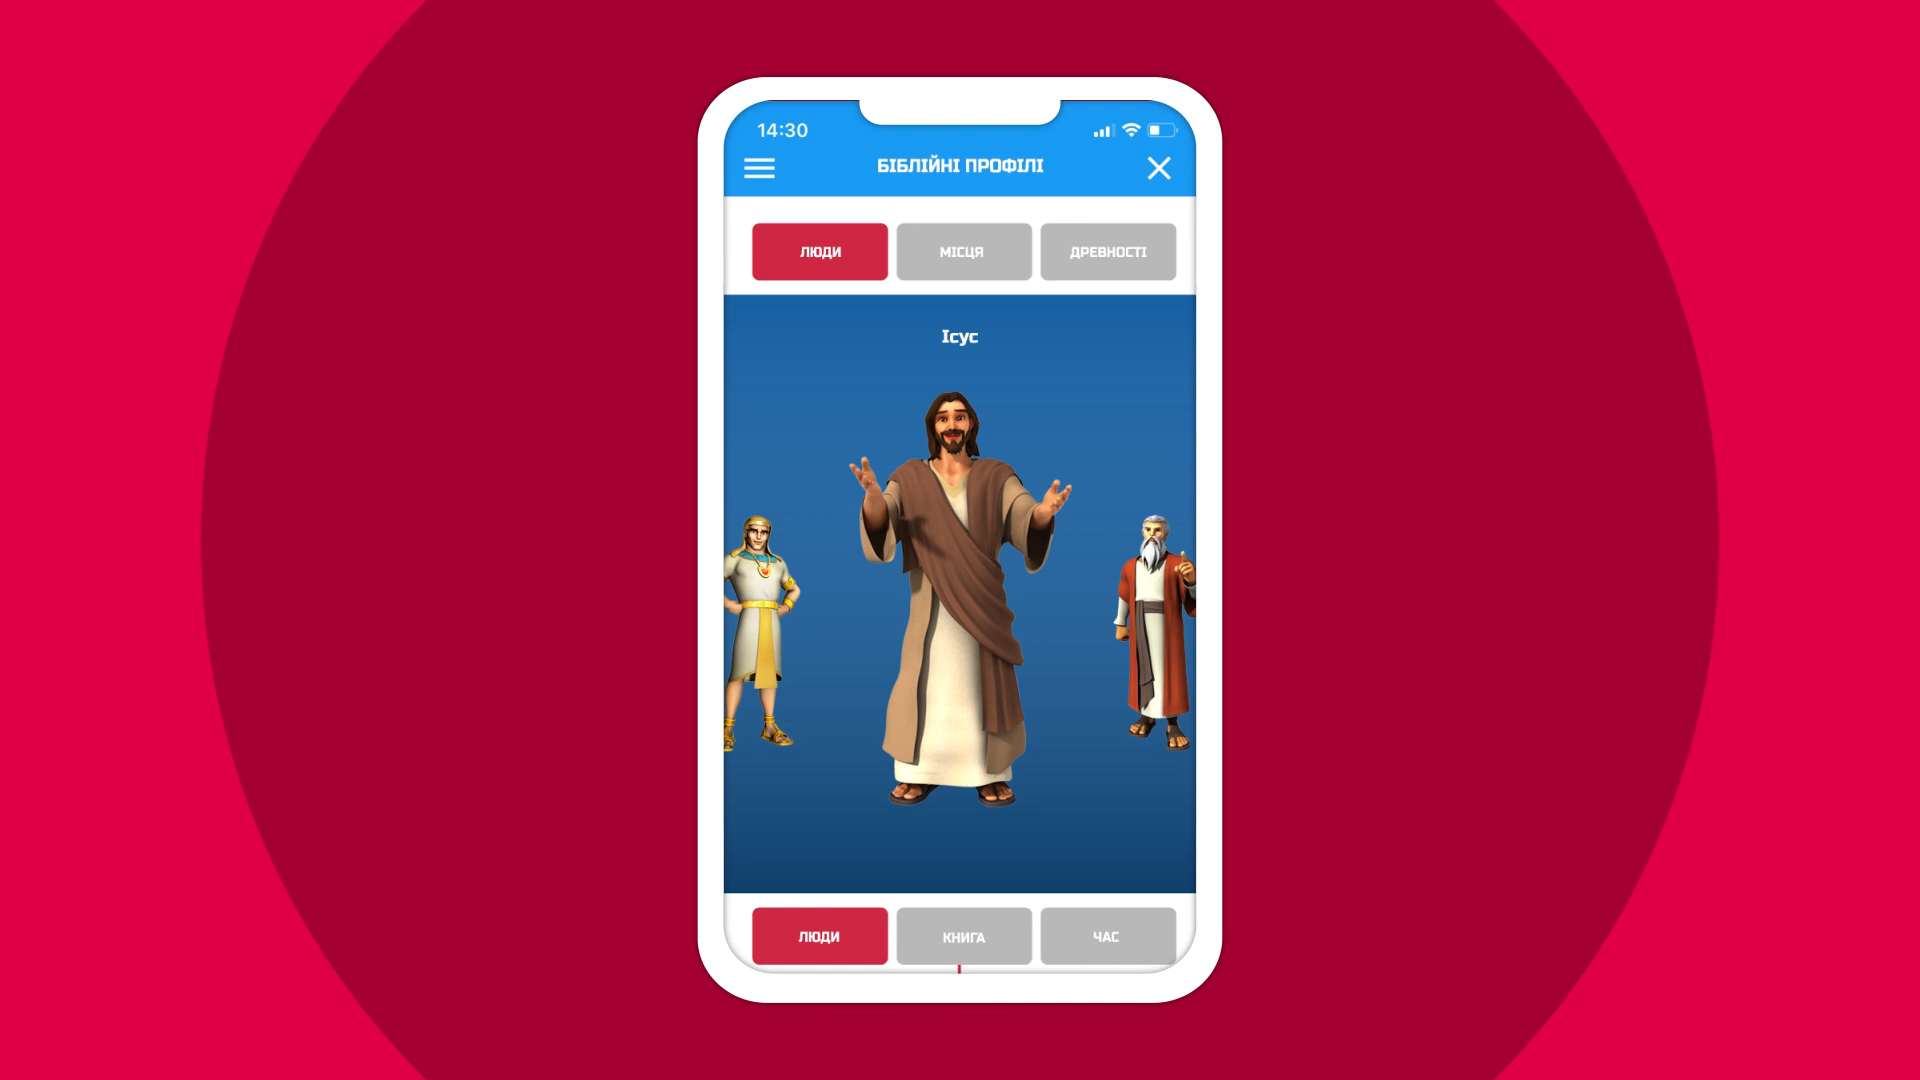 14:30
БІБЛІЙНІ ПРОФІЛІ
ЛЮДИ
МІСЦЯ
ДРЕВНОСТІ
Ісус
ЛЮДИ
КНИГА
ЧАС